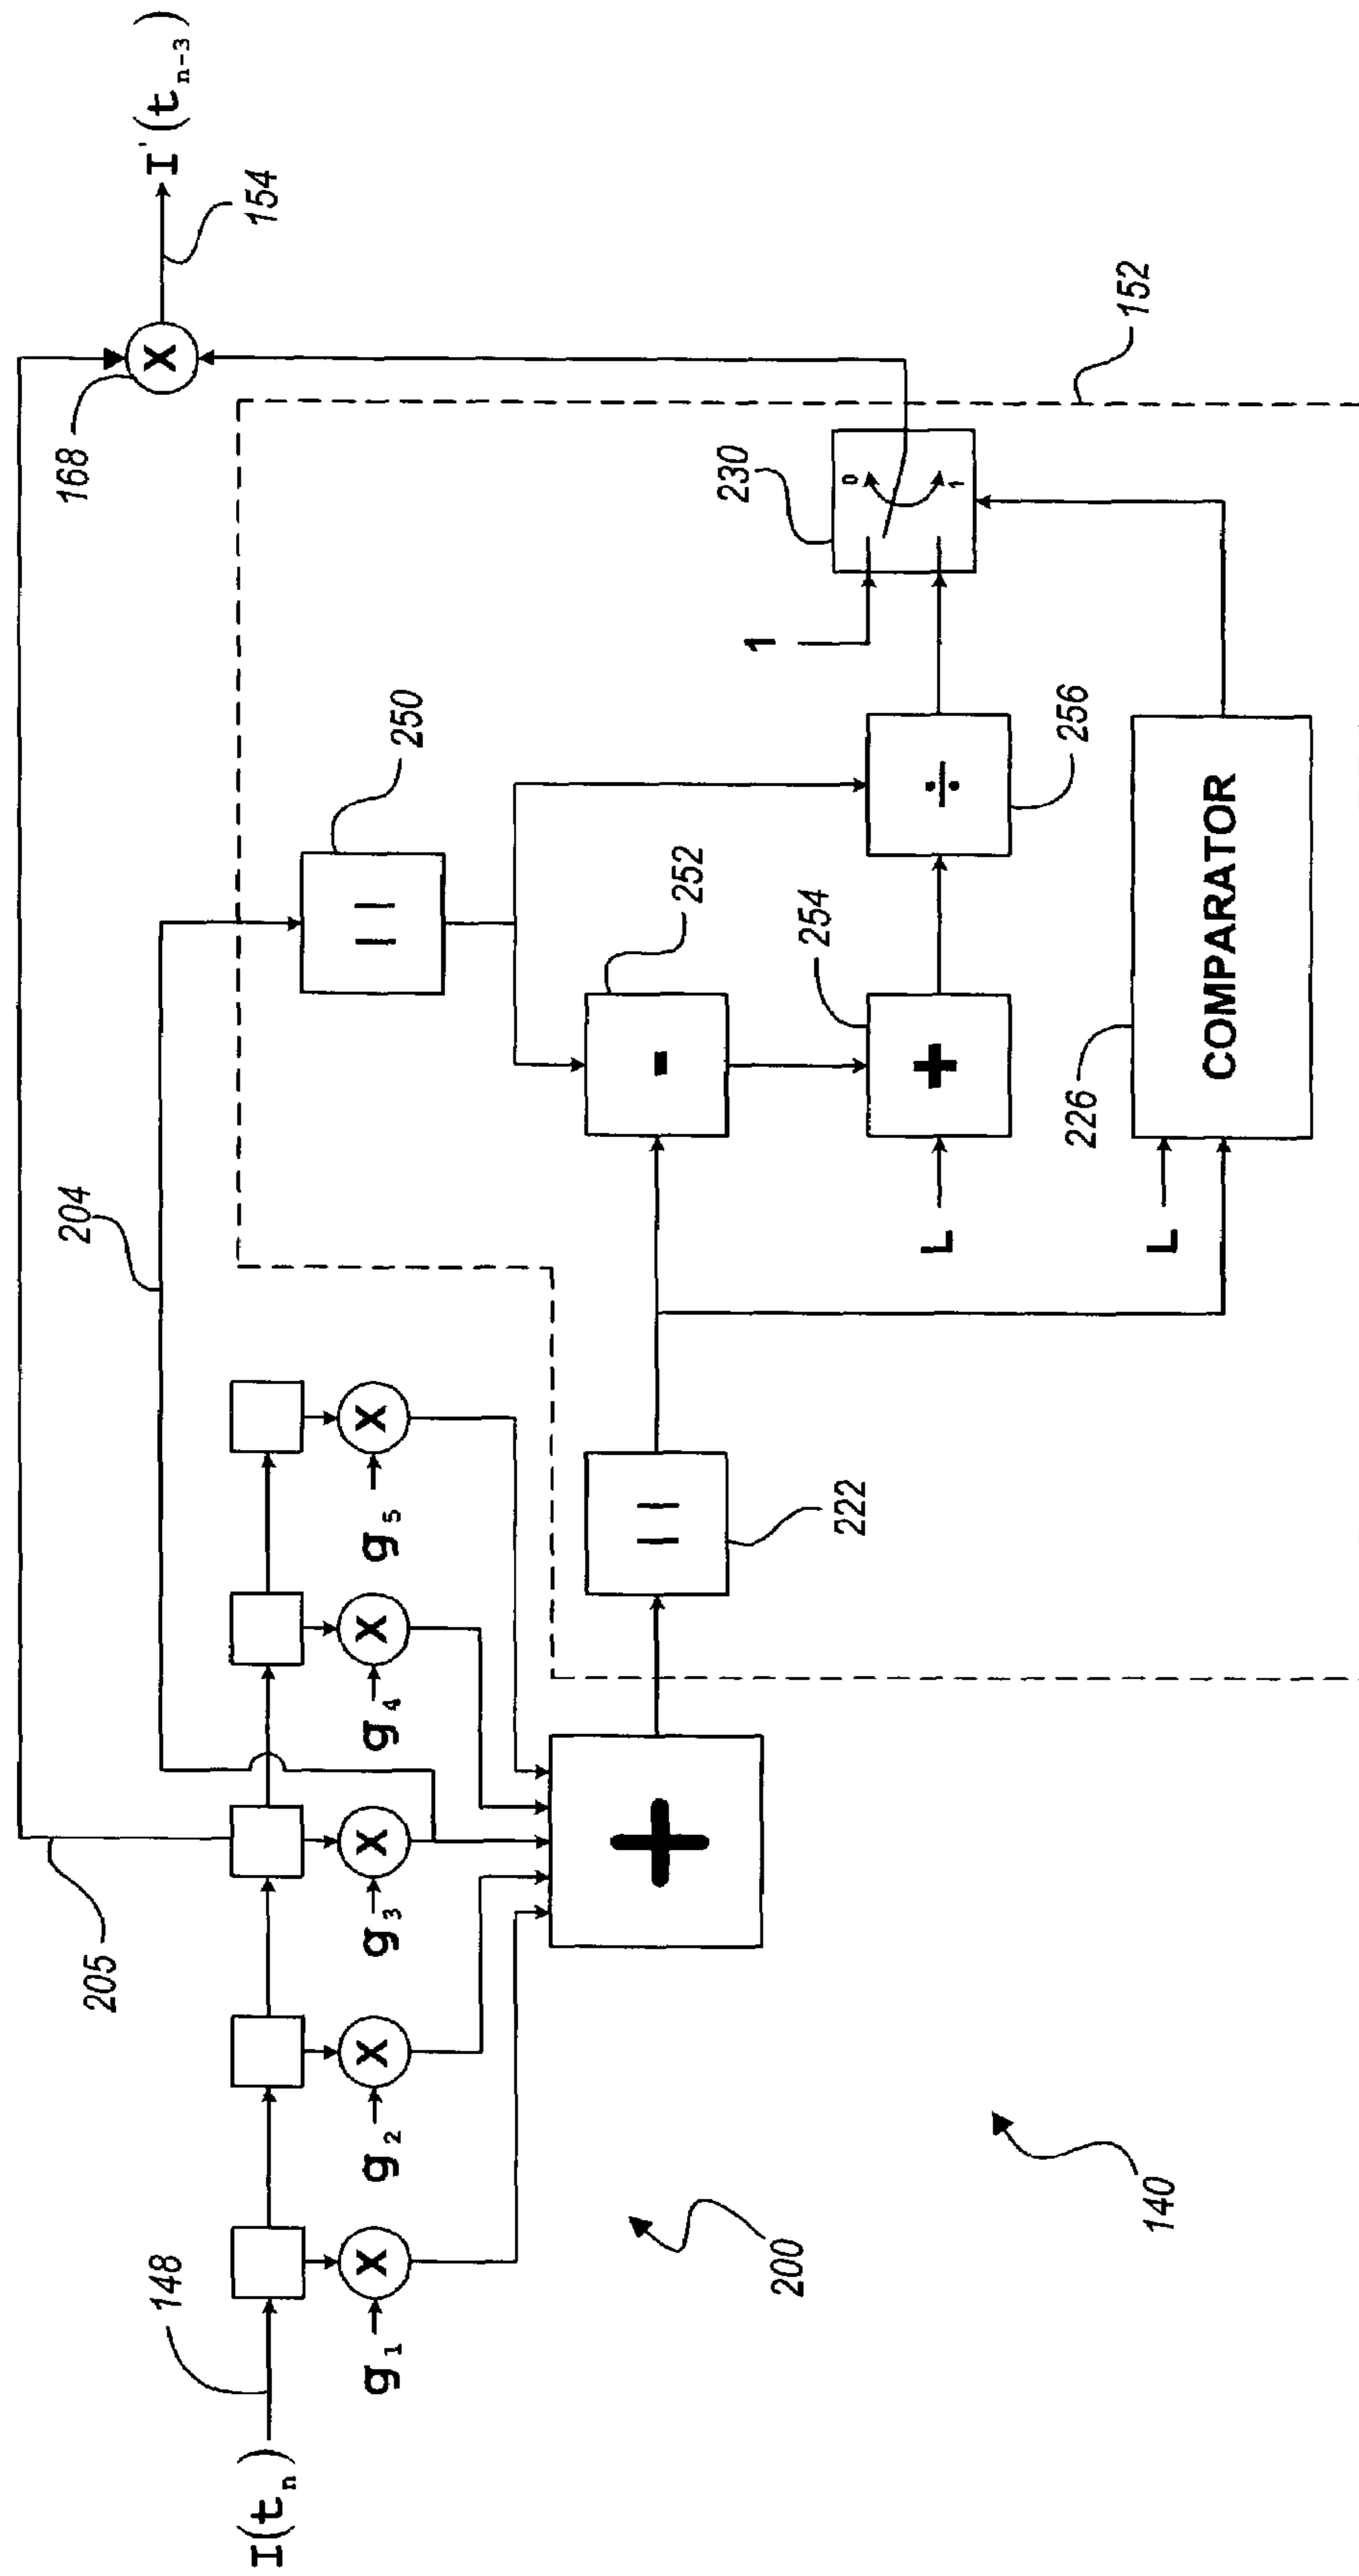 I(tₙ)
148
205
204
168
I'(tₙ₋₃)
154
X
X
X
X
X
X
g₁
g₂
g₃
g₄
g₅
+
200
140
| |
222
| |
250
-
252
L
+
254
÷
256
1
230
0
1
L
COMPARATOR
226
152